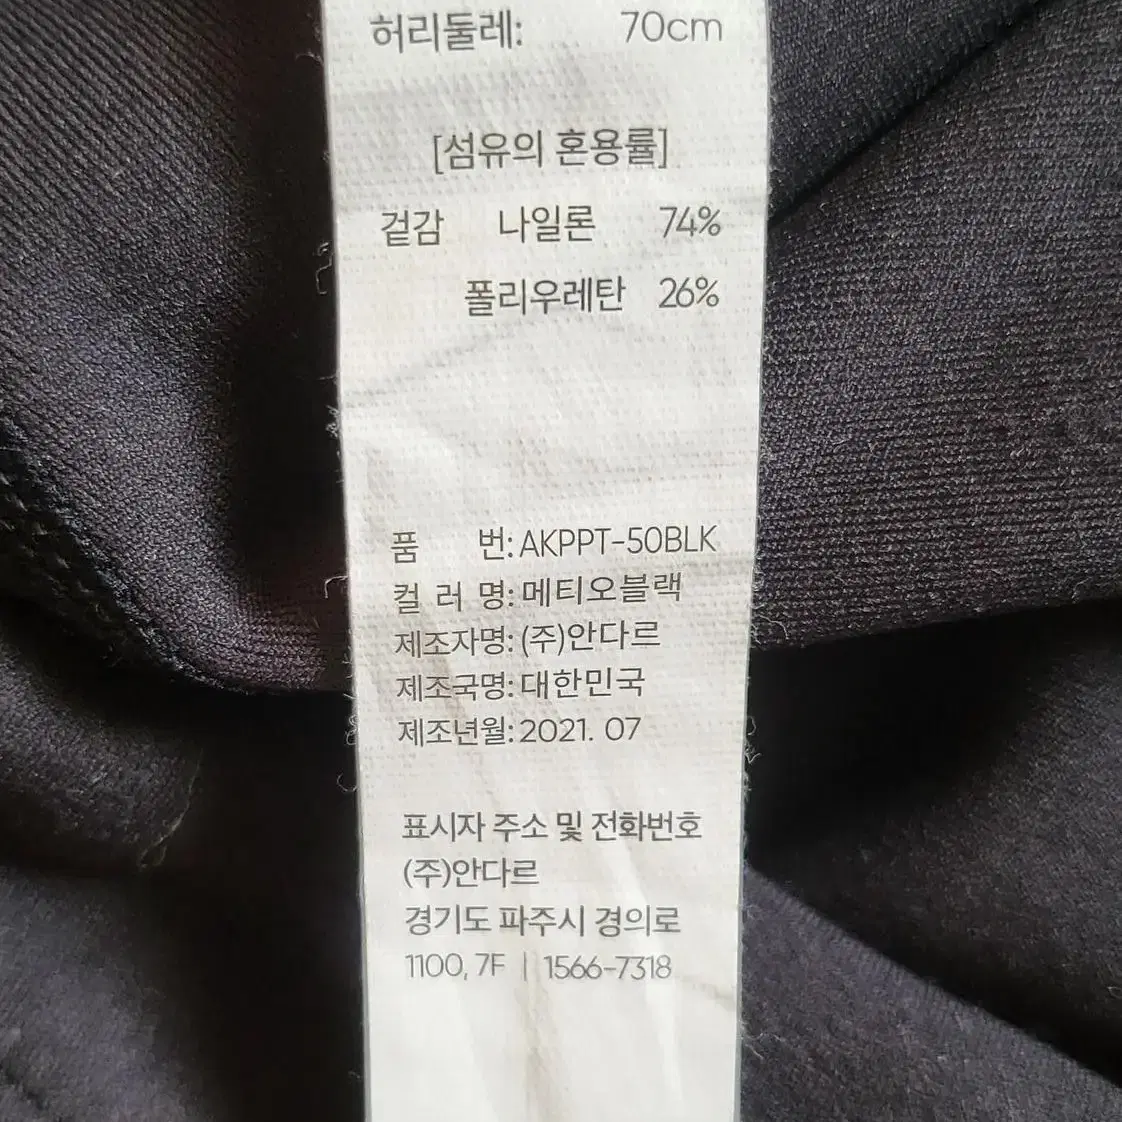 허리둘레: 70cm
[섬유의 혼용률]
겉감 나일론 74%
폴리우레탄 26%
품 번: AKPPT-50BLK
컬 러 명: 메티오블랙
제조자명: (주)안다르
제조국명: 대한민국
제조년월: 2021. 07
표시자 주소 및 전화번호
(주)안다르
경기도 파주시 경의로
1100, 7F | 1566-7318